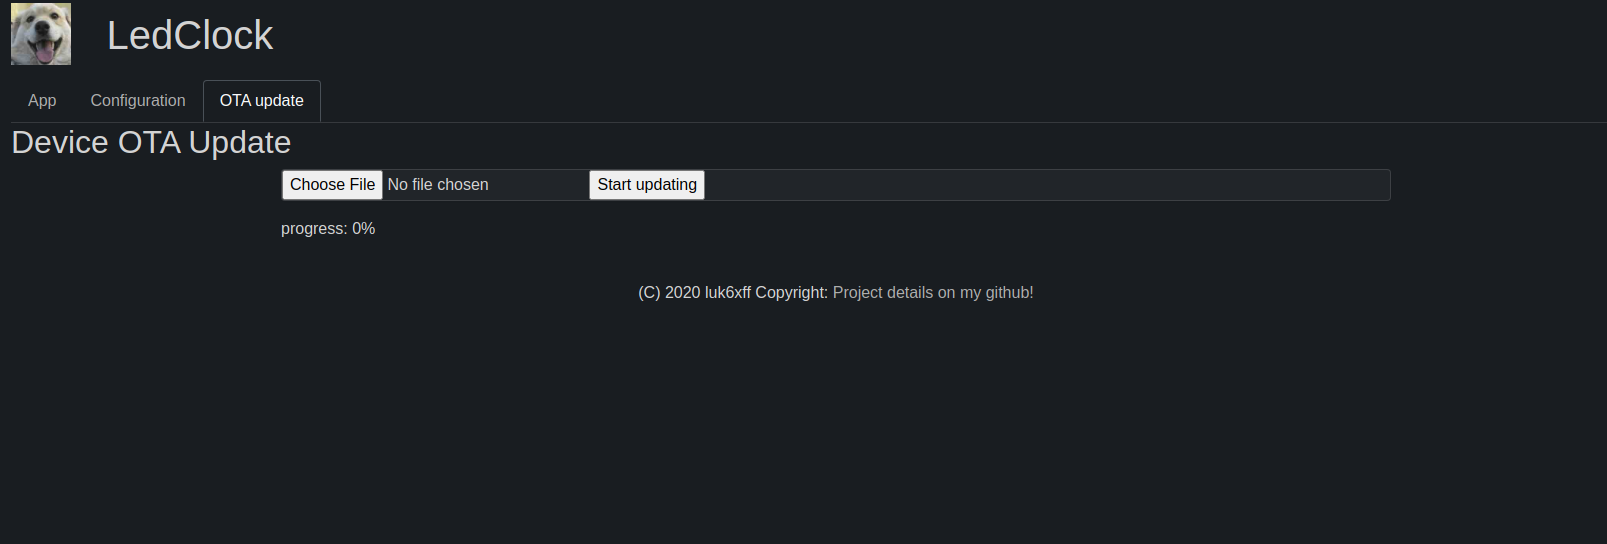 LedClock
App Configuration OTA update
Device OTA Update
Choose File No file chosen Start updating
progress: 0%
(C) 2020 luk6xff Copyright: Project details on my github!